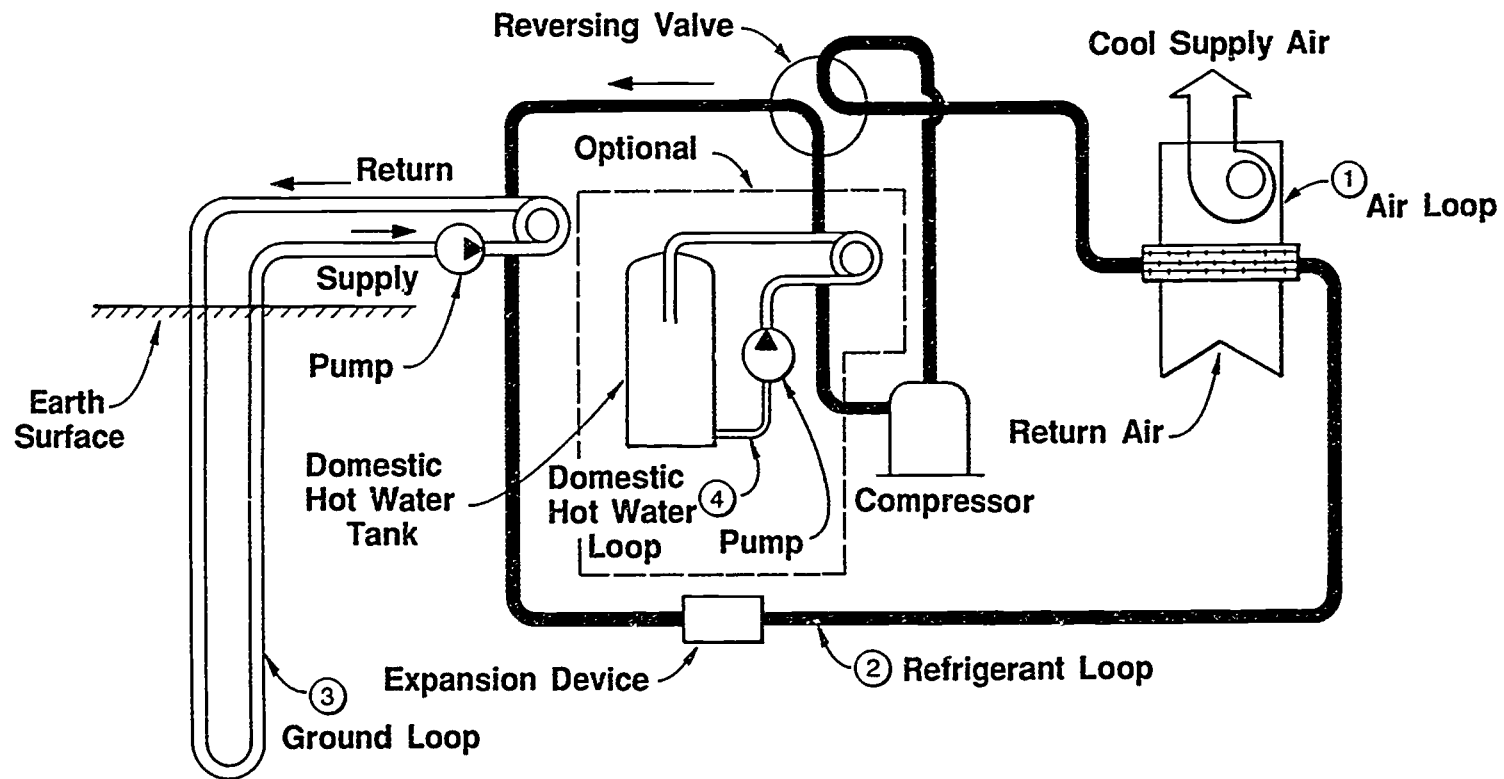 Reversing Valve
Cool Supply Air
Optional
Return
1
Air Loop
Supply
Pump
Earth
Surface
Return Air
Domestic
Hot Water
Tank
Domestic
Hot Water
Loop
4
Pump
Compressor
Expansion Device
2 Refrigerant Loop
3
Ground Loop